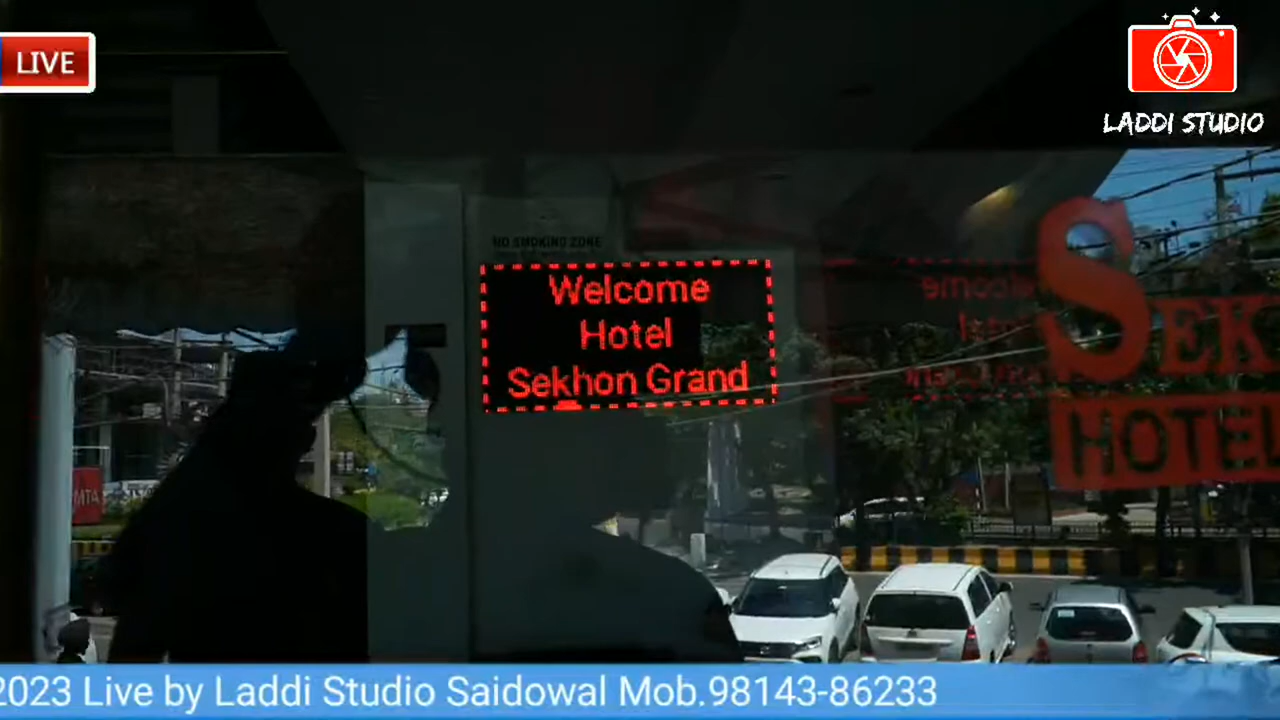 LIVE
LADDI STUDIO
NO SMOKING ZONE
Welcome
Hotel
Sekhon Grand
SEK
HOTEL
MTA
2023 Live by Laddi Studio Saidowal Mob.98143-86233